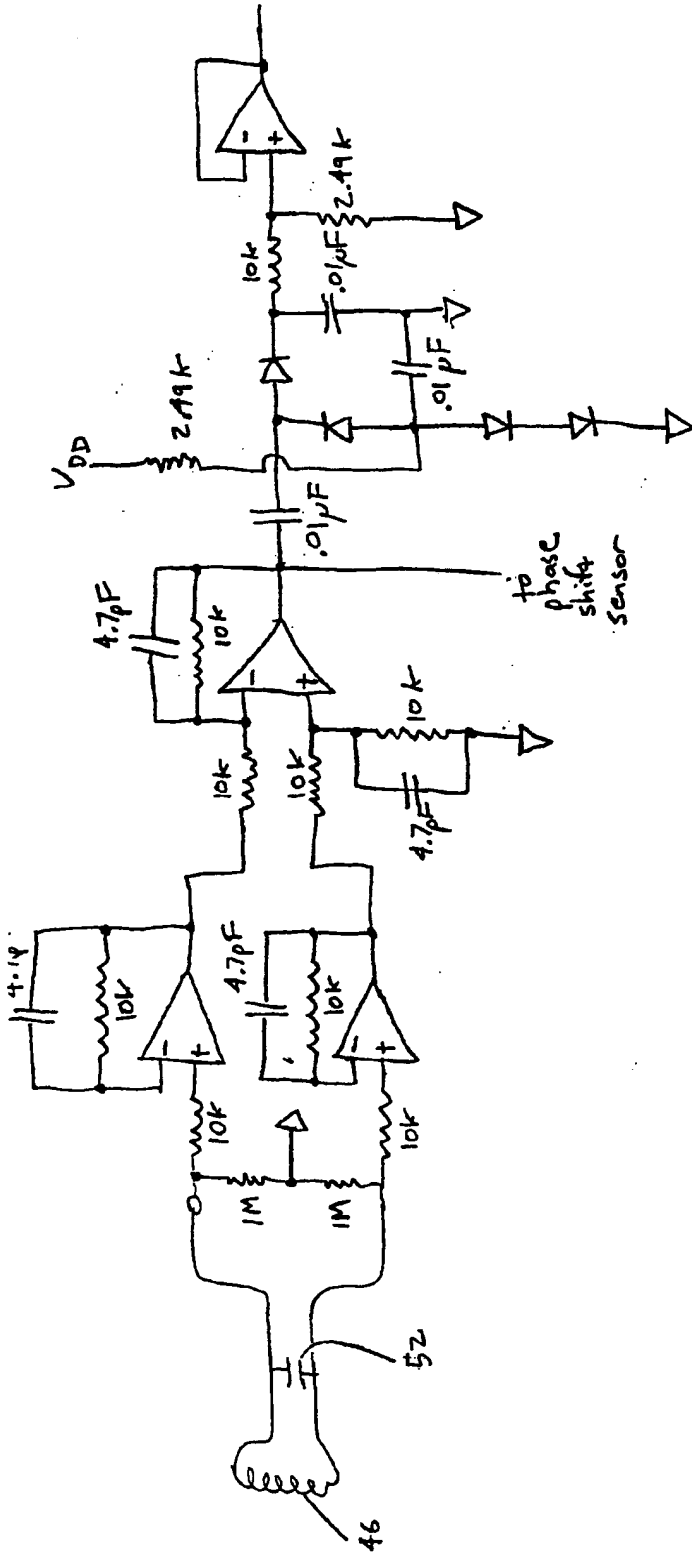 46
52
1M
1M
10k
10k
10k
4.7pF
10k
-
+
-
+
10k
10k
4.7pF
10k
-
+
4.7pF
10k
to
phase
shift
sensor
.01µF
VDD
2.49k
.01µF
.01µF
10k
2.49k
-
+